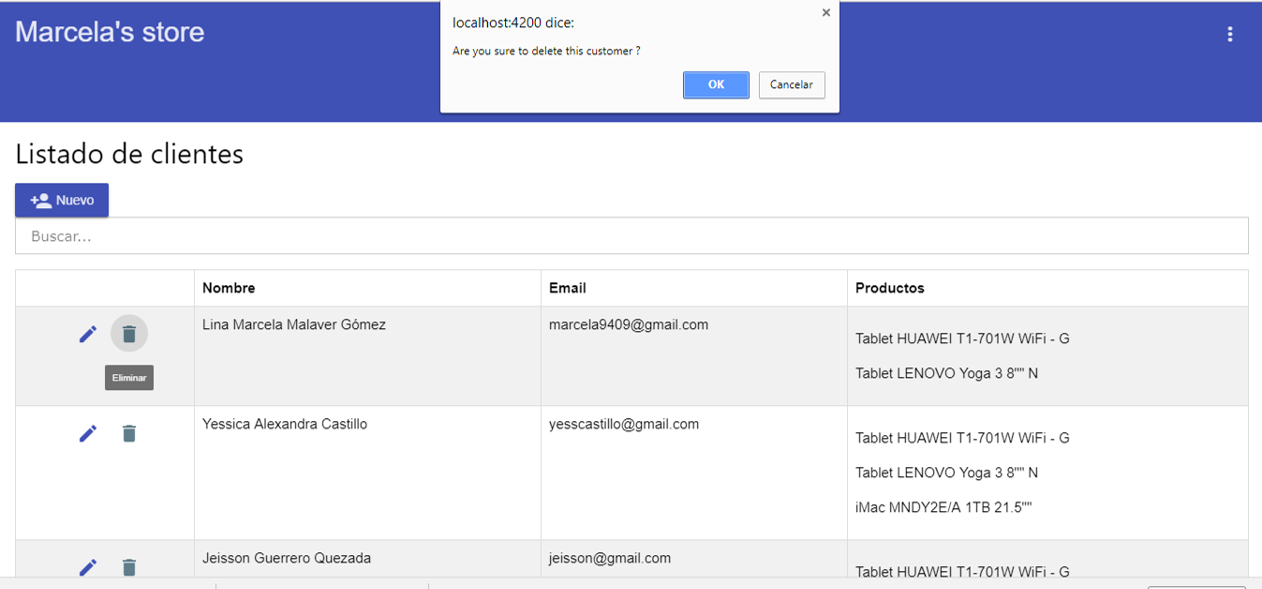 Marcela's store
localhost:4200 dice:
Are you sure to delete this customer ?
OK Cancelar
Listado de clientes
Nuevo
Buscar...
Nombre Email Productos
Lina Marcela Malaver Gómez marcela9409@gmail.com
Tablet HUAWEI T1-701W WiFi - G
Tablet LENOVO Yoga 3 8"" N
Eliminar
Yessica Alexandra Castillo yesscastillo@gmail.com
Tablet HUAWEI T1-701W WiFi - G
Tablet LENOVO Yoga 3 8"" N
iMac MNDY2E/A 1TB 21.5""
Jeisson Guerrero Quezada jeisson@gmail.com
Tablet HUAWEI T1-701W WiFi - G